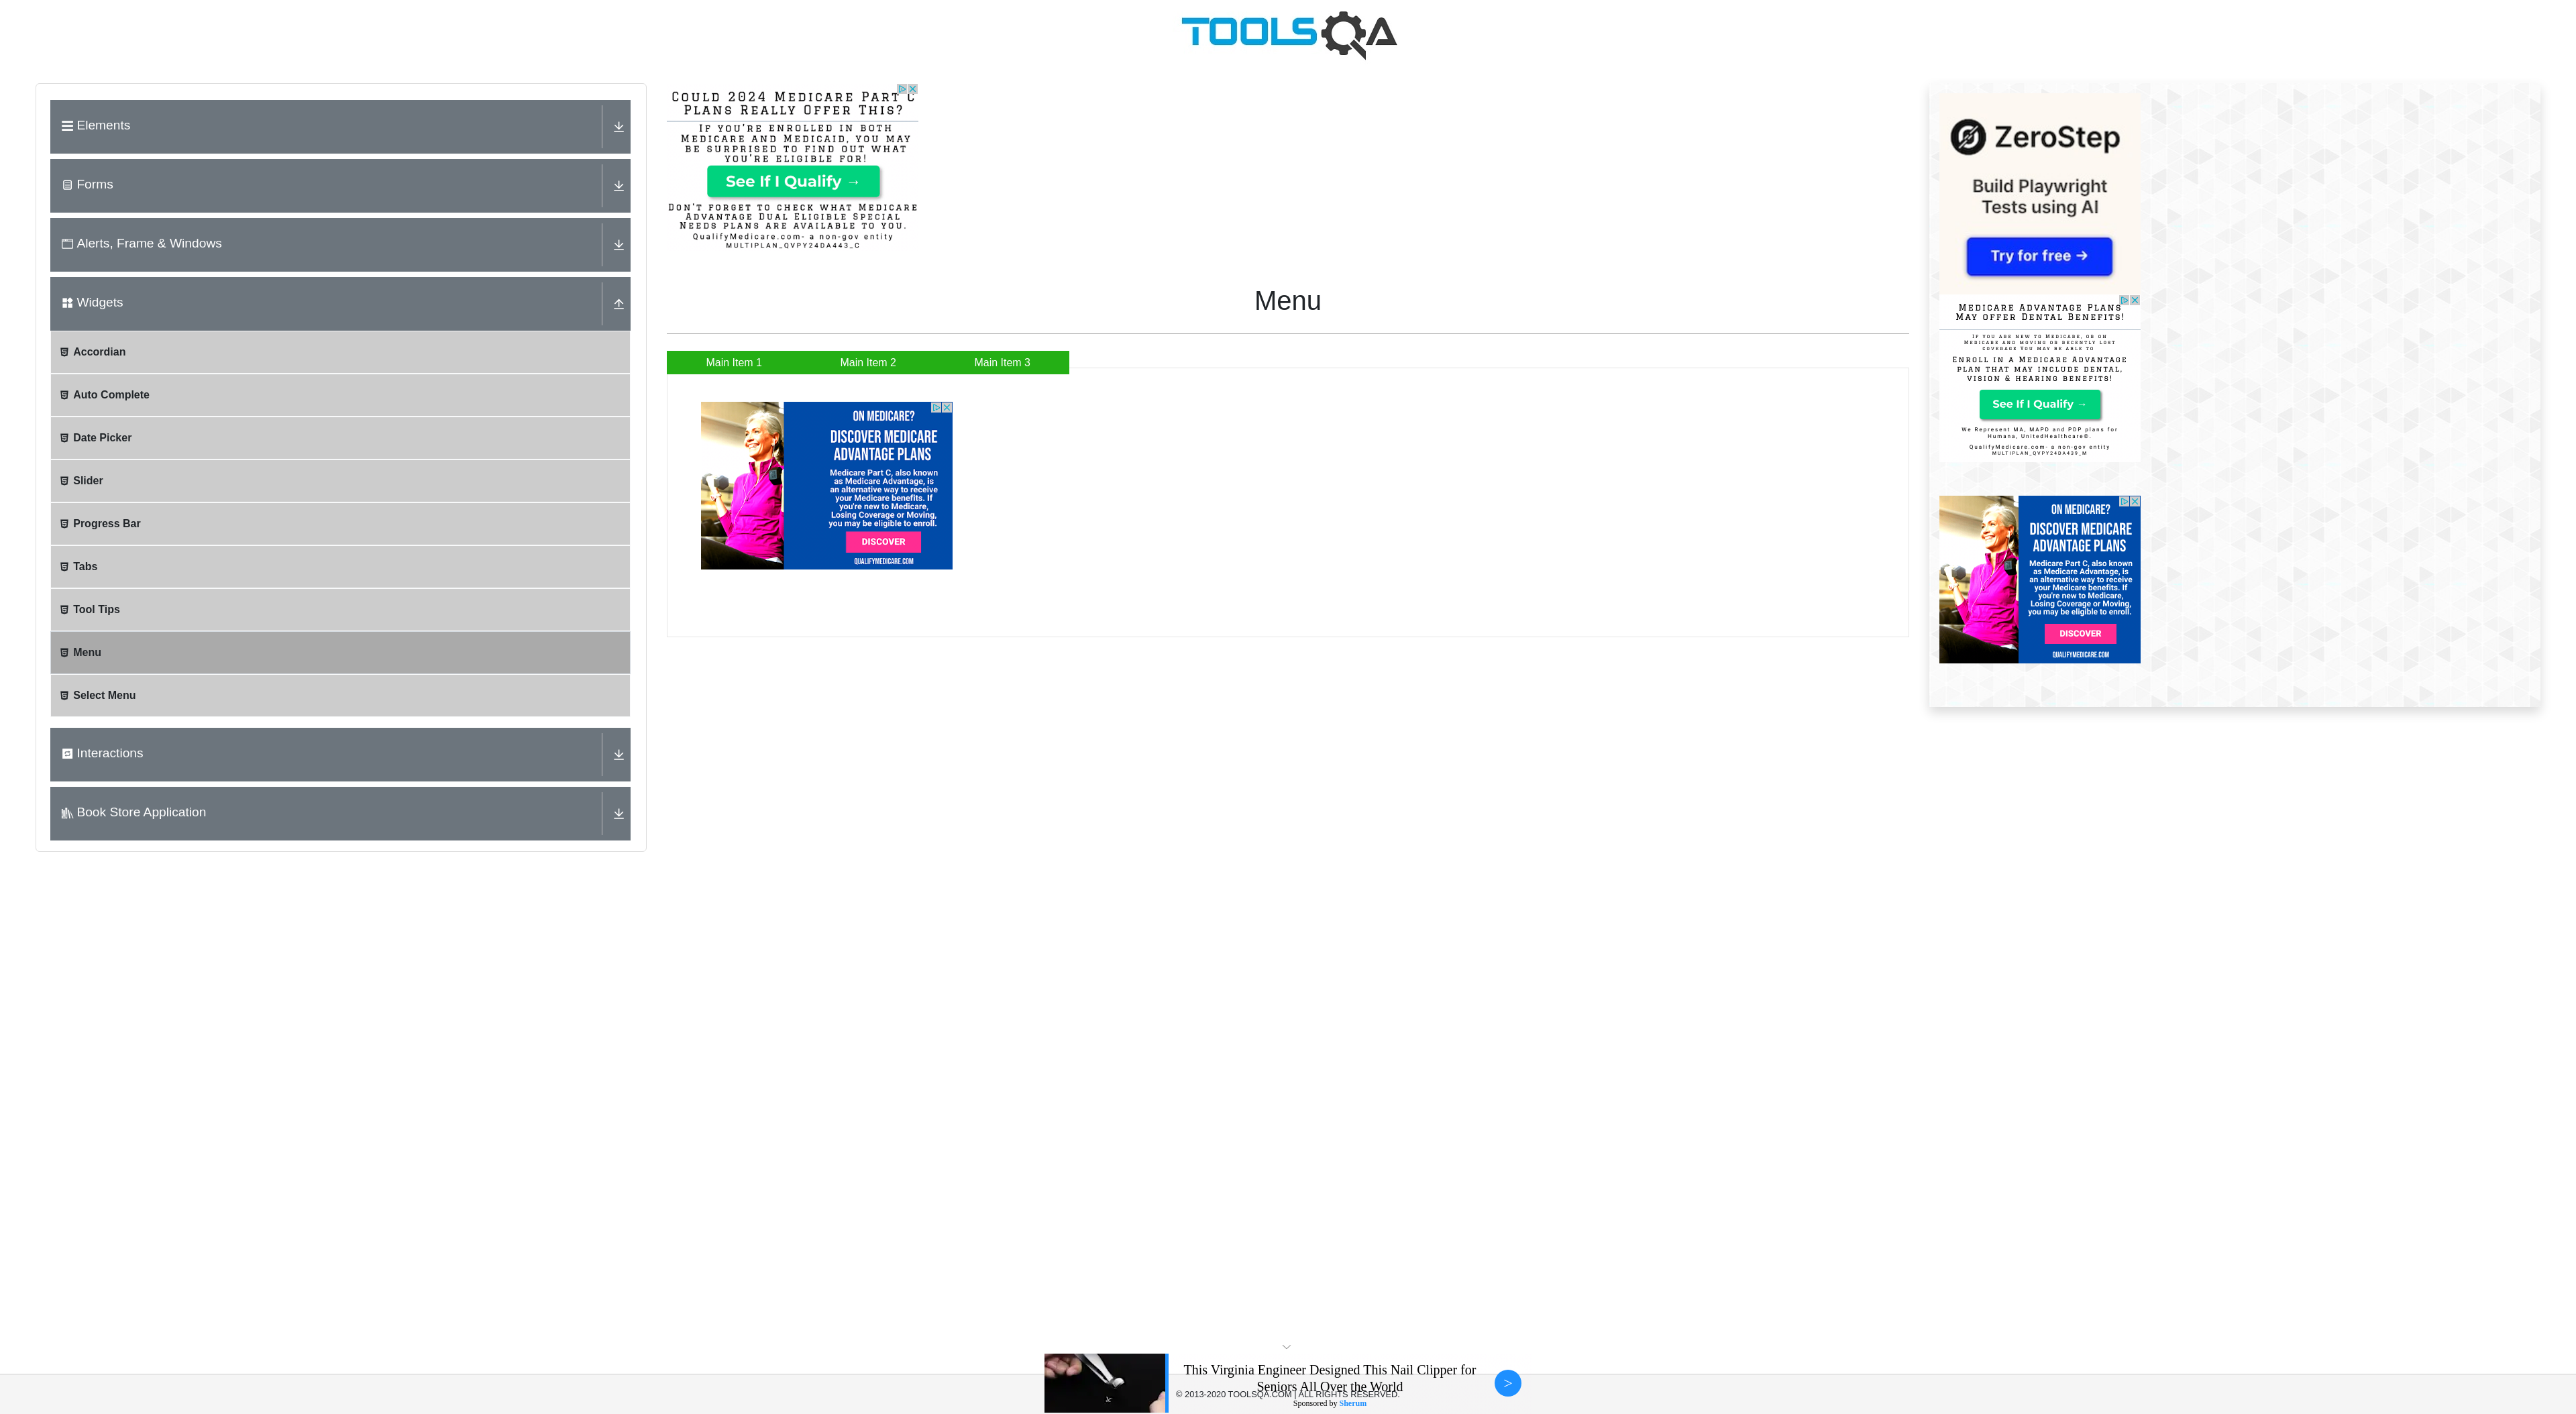 TOOLSQA
Elements
Forms
Alerts, Frame & Windows
Widgets
Accordian
Auto Complete
Date Picker
Slider
Progress Bar
Tabs
Tool Tips
Menu
Select Menu
Interactions
Book Store Application
Could 2024 Medicare Part C
Plans Really Offer This?
If you're enrolled in both
Medicare and Medicaid, you may
be surprised to find out what
you're eligible for!
See If I Qualify →
Don't forget to check what Medicare
Advantage Dual Eligible Special
Needs plans are available to you.
QualifyMedicare.com- a non-gov entity
MULTIPLAN_QVPY24DA443_C
Menu
Main Item 1
Main Item 2
Main Item 3
ON MEDICARE?
DISCOVER MEDICARE
ADVANTAGE PLANS
Medicare Part C, also known
as Medicare Advantage, is
an alternative way to receive
your Medicare benefits. If
you're new to Medicare,
Losing Coverage or Moving,
you may be eligible to enroll.
DISCOVER
QUALIFYMEDICARE.COM
ZeroStep
Build Playwright
Tests using AI
Try for free →
Medicare Advantage Plans
May offer Dental Benefits!
If you are new to Medicare, or on
Medicare and moving or recently lost
coverage you may be able to
Enroll in a Medicare Advantage
plan that may include dental,
vision & hearing benefits!
See If I Qualify →
We Represent MA, MAPD and PDP plans for
Humana, UnitedHealthcare®.
QualifyMedicare.com- a non-gov entity
MULTIPLAN_QVPY24DA439_M
ON MEDICARE?
DISCOVER MEDICARE
ADVANTAGE PLANS
Medicare Part C, also known
as Medicare Advantage, is
an alternative way to receive
your Medicare benefits. If
you're new to Medicare,
Losing Coverage or Moving,
you may be eligible to enroll.
DISCOVER
QUALIFYMEDICARE.COM
This Virginia Engineer Designed This Nail Clipper for
Seniors All Over the World
© 2013-2020 TOOLSQA.COM | ALL RIGHTS RESERVED.
Sponsored by Sherum
>